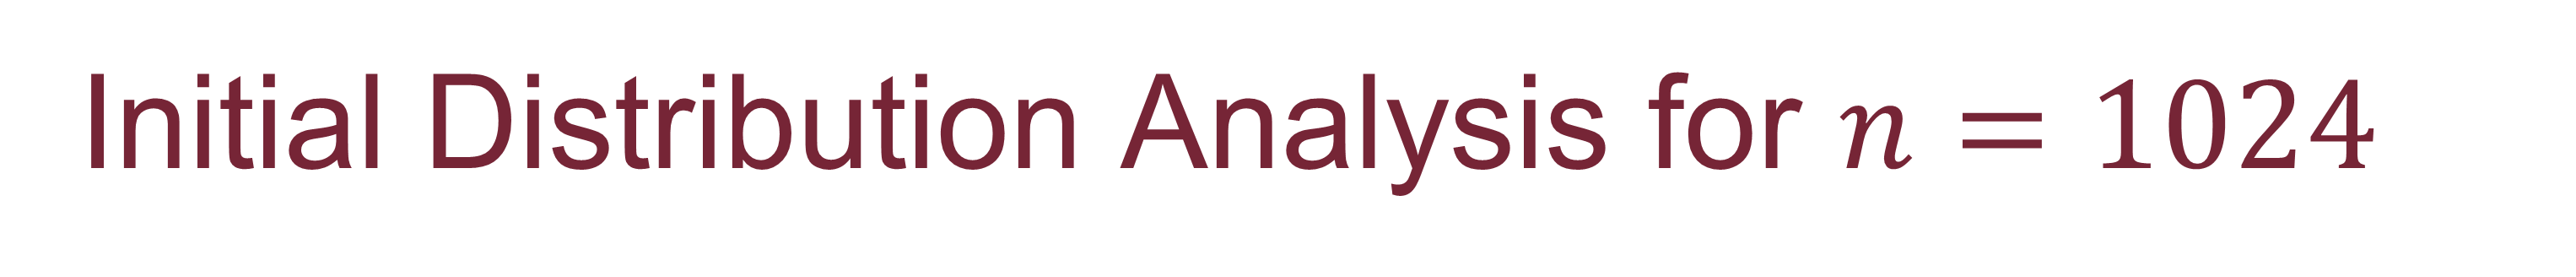 Initial Distribution Analysis for n = 1024